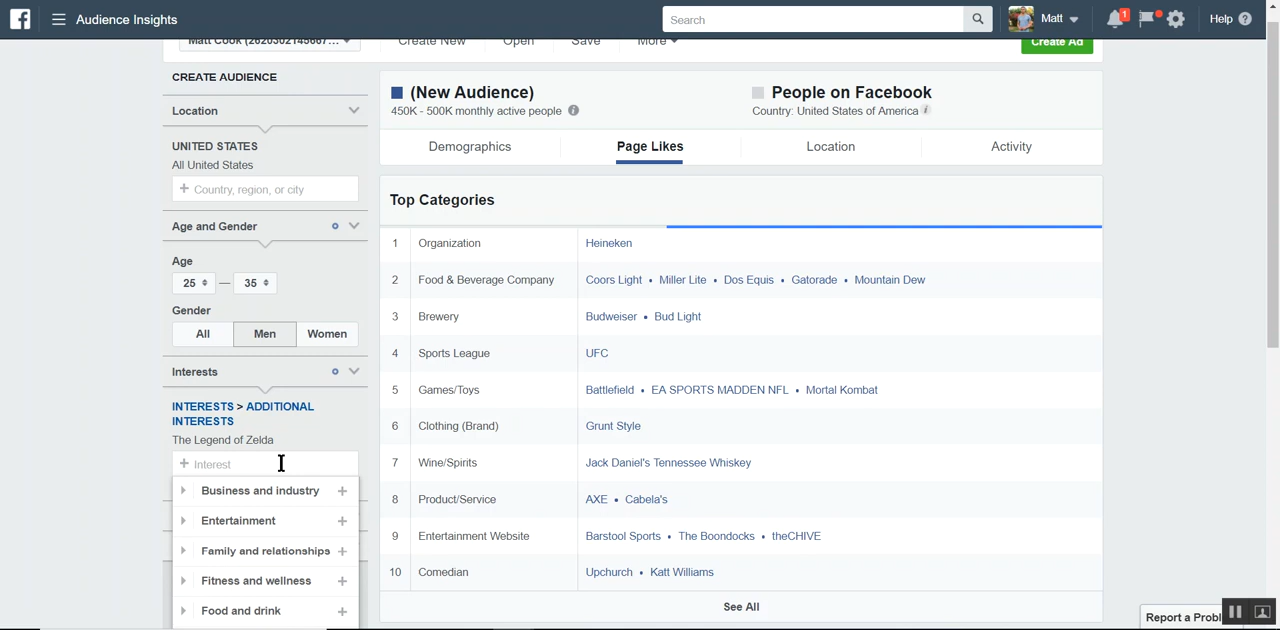 f Audience Insights Search Matt 1 Help ?
Matt Cook (2620302145667... Create New Open Save More Create Ad
CREATE AUDIENCE
Location
UNITED STATES
All United States
+ Country, region, or city
Age and Gender
Age
25 — 35
Gender
All Men Women
Interests
INTERESTS > ADDITIONAL
INTERESTS
The Legend of Zelda
+ Interest
Business and industry +
Entertainment +
Family and relationships +
Fitness and wellness +
Food and drink +
(New Audience)
450K - 500K monthly active people i
People on Facebook
Country: United States of America i
Demographics Page Likes Location Activity
Top Categories
1 Organization Heineken
2 Food & Beverage Company Coors Light • Miller Lite • Dos Equis • Gatorade • Mountain Dew
3 Brewery Budweiser • Bud Light
4 Sports League UFC
5 Games/Toys Battlefield • EA SPORTS MADDEN NFL • Mortal Kombat
6 Clothing (Brand) Grunt Style
7 Wine/Spirits Jack Daniel's Tennessee Whiskey
8 Product/Service AXE • Cabela's
9 Entertainment Website Barstool Sports • The Boondocks • theCHIVE
10 Comedian Upchurch • Katt Williams
See All
Report a Probl